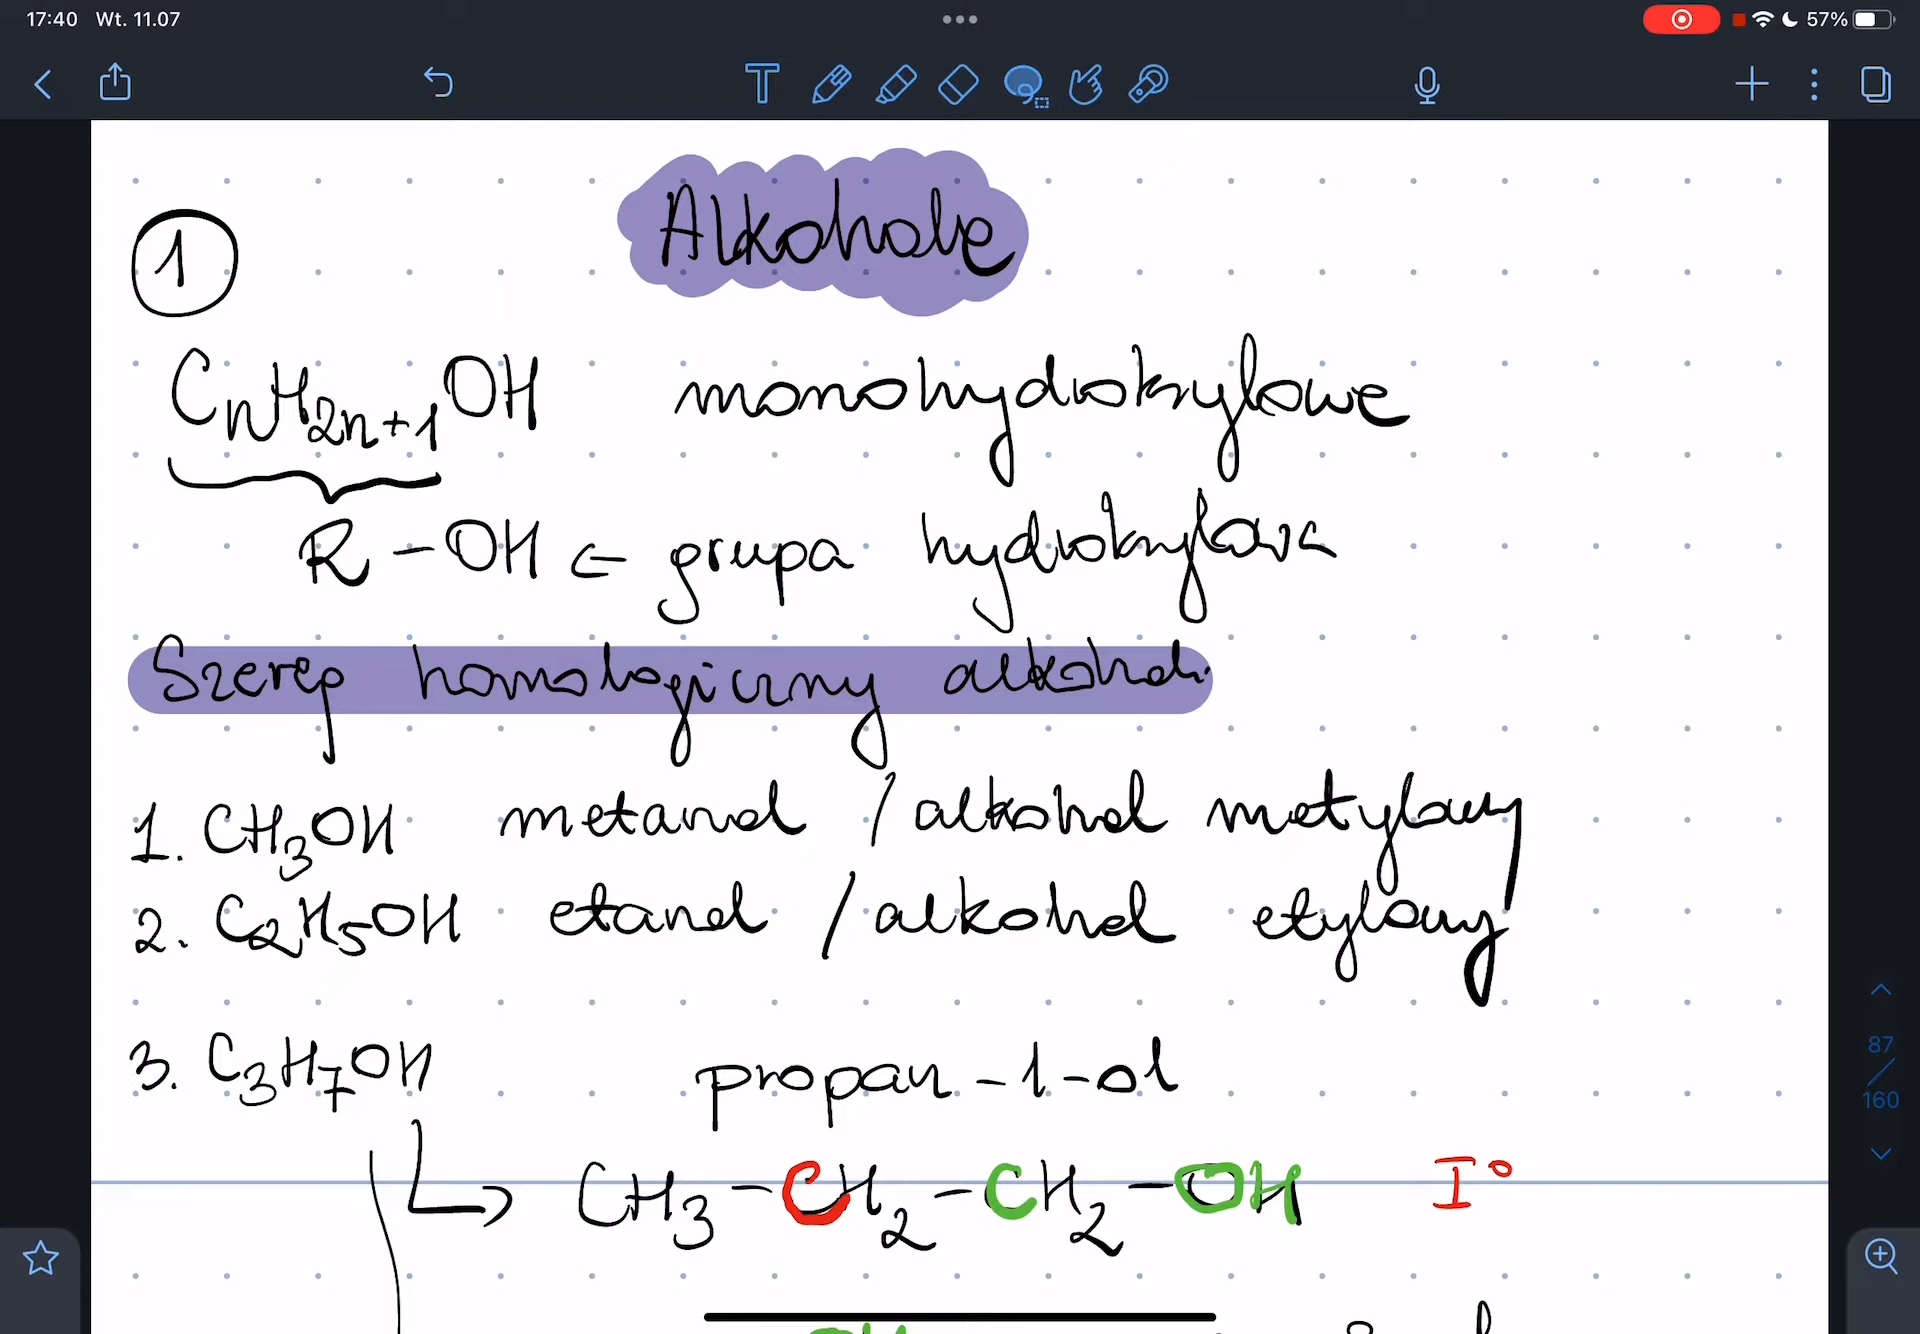 17:40 Wt. 11.07 57%
Alkohole
1
CnH2n+1OH monohydroksylowe
R-OH ← grupa hydroksylowa
Szereg homologiczny alkoholi
1. CH3OH metanol / alkohol metylowy
2. C2H5OH etanol / alkohol etylowy
3. C3H7OH propan-1-ol
CH3-CH2-CH2-OH I°
87
/
160